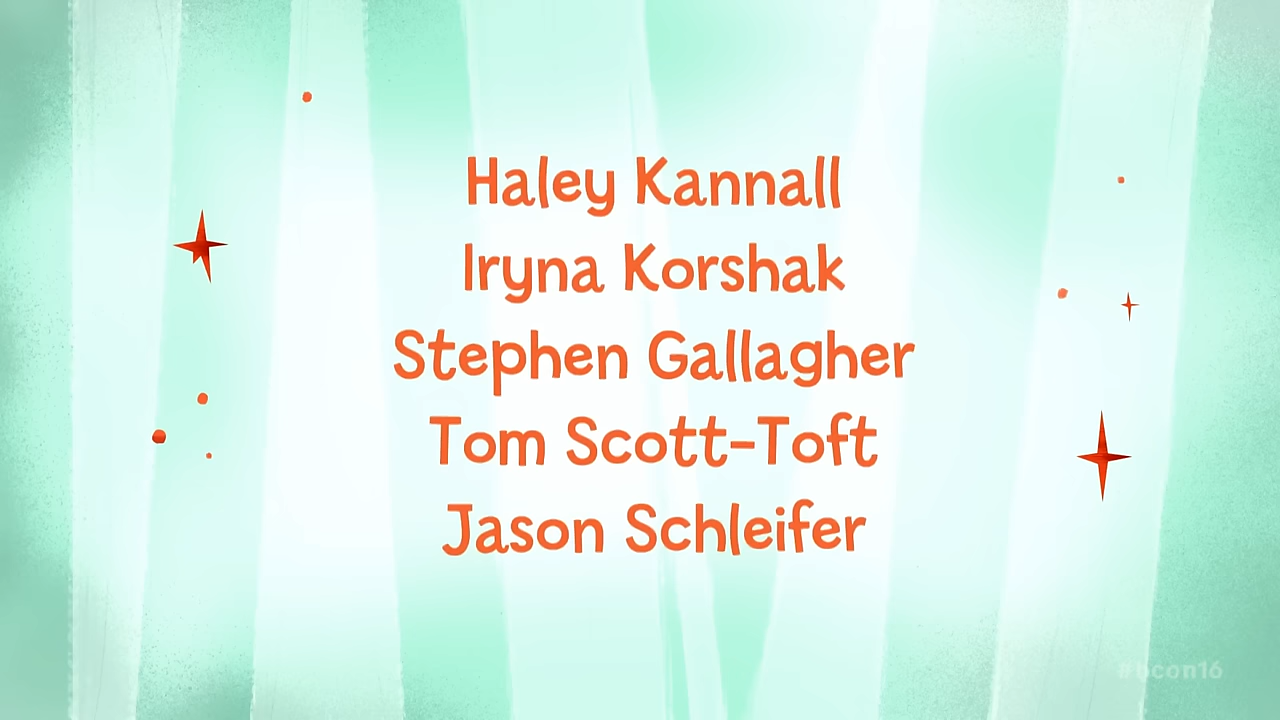 Haley Kannall
Iryna Korshak
Stephen Gallagher
Tom Scott-Toft
Jason Schleifer
#bcon16